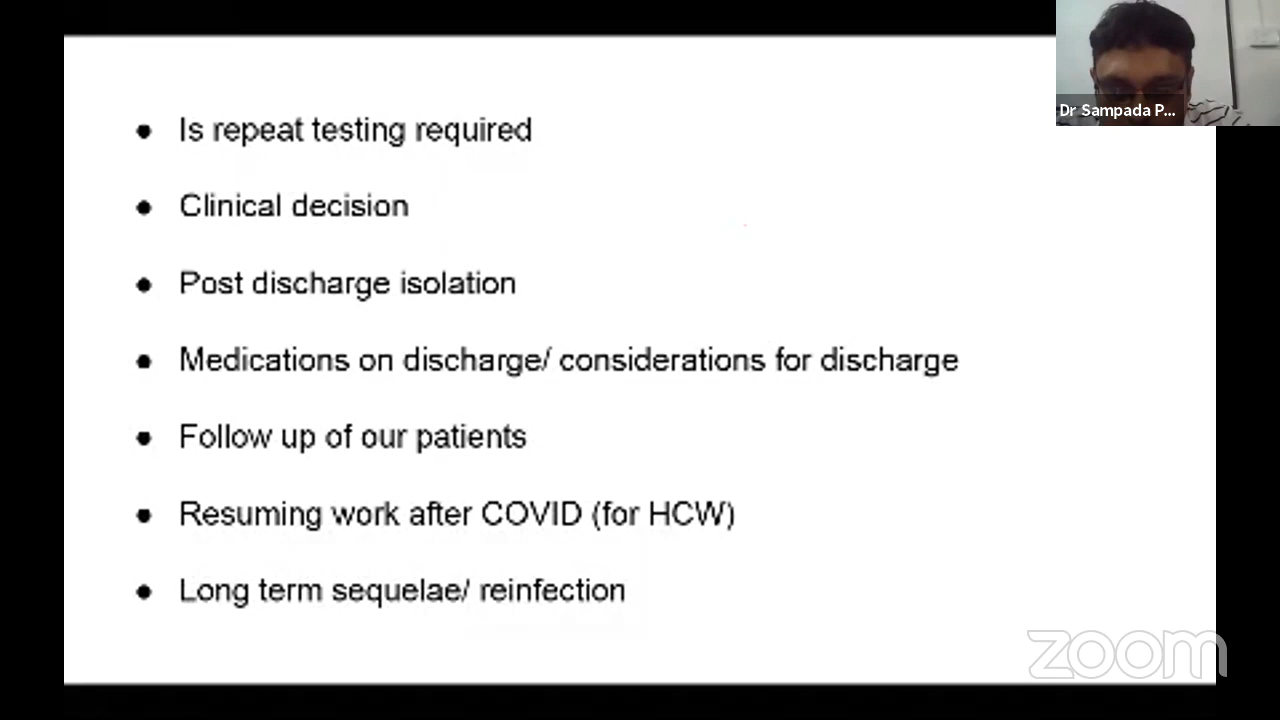 Dr Sampada P...
● Is repeat testing required
● Clinical decision
● Post discharge isolation
● Medications on discharge/ considerations for discharge
● Follow up of our patients
● Resuming work after COVID (for HCW)
● Long term sequelae/ reinfection
zoom